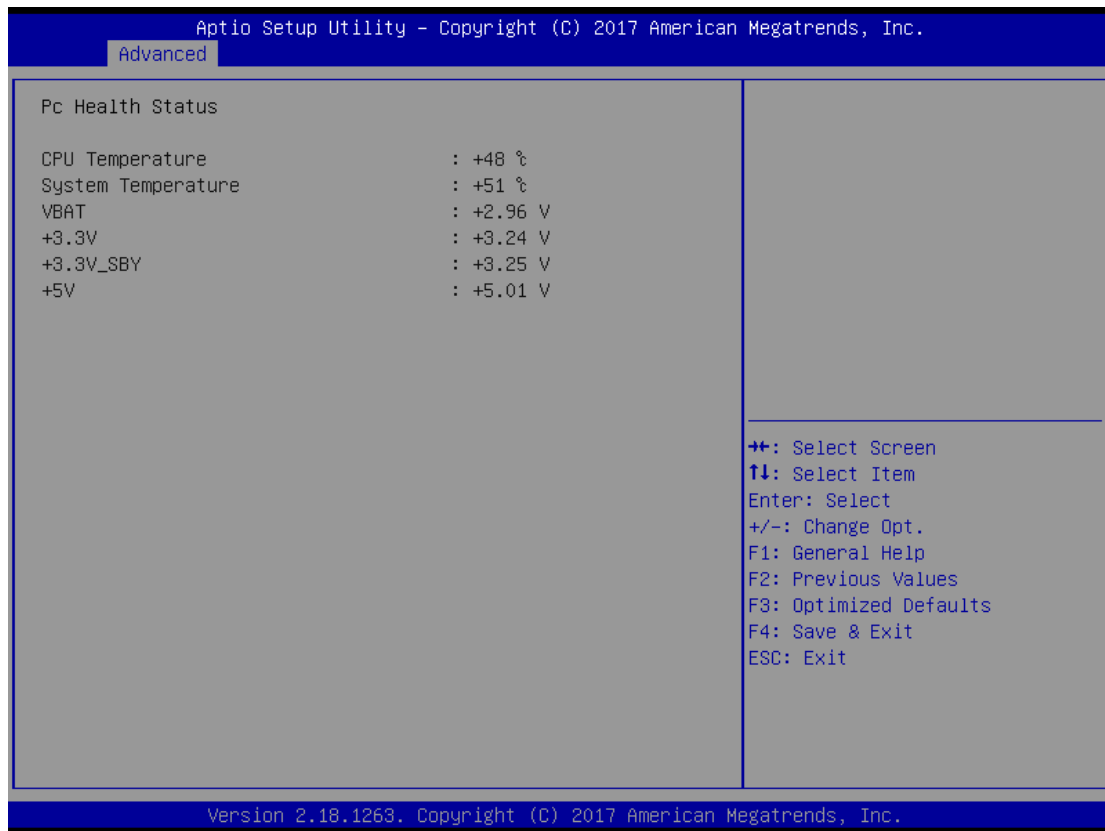 Aptio Setup Utility – Copyright (C) 2017 American Megatrends, Inc.
Advanced
Pc Health Status
CPU Temperature : +48 ℃
System Temperature : +51 ℃
VBAT : +2.96 V
+3.3V : +3.24 V
+3.3V_SBY : +3.25 V
+5V : +5.01 V
→←: Select Screen
↑↓: Select Item
Enter: Select
+/-: Change Opt.
F1: General Help
F2: Previous Values
F3: Optimized Defaults
F4: Save & Exit
ESC: Exit
Version 2.18.1263. Copyright (C) 2017 American Megatrends, Inc.